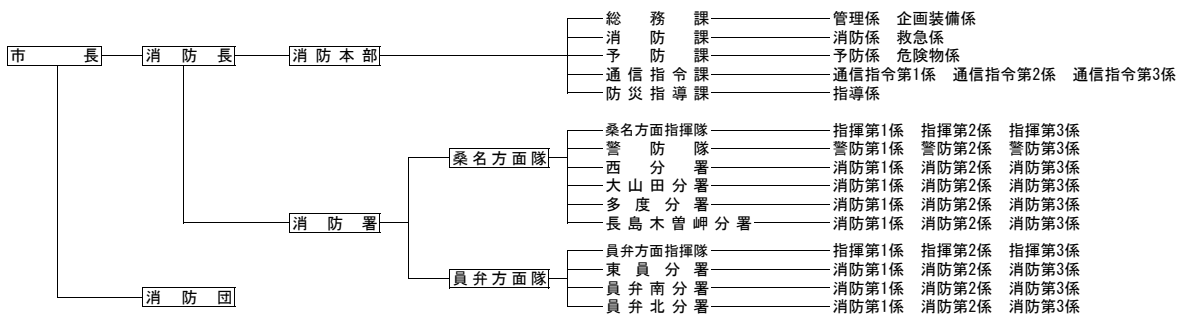 総務課 管理係 企画装備係
消防課 消防係 救急係
市長 消防長 消防本部 予防課 予防係 危険物係
通信指令課 通信指令第1係 通信指令第2係 通信指令第3係
防災指導課 指導係
桑名方面指揮隊 指揮第1係 指揮第2係 指揮第3係
警防隊 警防第1係 警防第2係 警防第3係
桑名方面隊
西分署 消防第1係 消防第2係 消防第3係
大山田分署 消防第1係 消防第2係 消防第3係
多度分署 消防第1係 消防第2係 消防第3係
消防署 長島木曽岬分署 消防第1係 消防第2係 消防第3係
員弁方面指揮隊 指揮第1係 指揮第2係 指揮第3係
東員分署 消防第1係 消防第2係 消防第3係
員弁方面隊
員弁南分署 消防第1係 消防第2係 消防第3係
消防団
員弁北分署 消防第1係 消防第2係 消防第3係